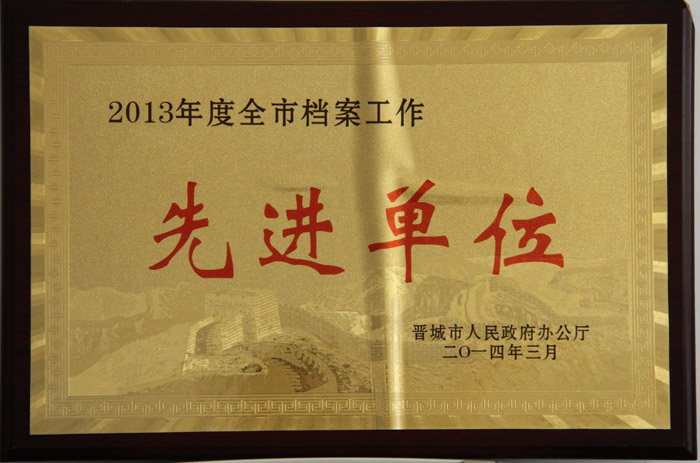 2013年度全市档案工作
先进单位
晋城市人民政府办公厅
二〇一四年三月